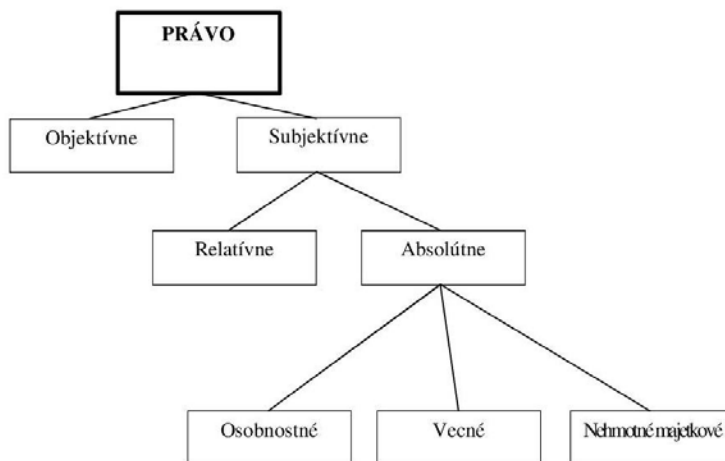 PRÁVO
Objektívne
Subjektívne
Relatívne
Absolútne
Osobnostné
Vecné
Nehmotné majetkové